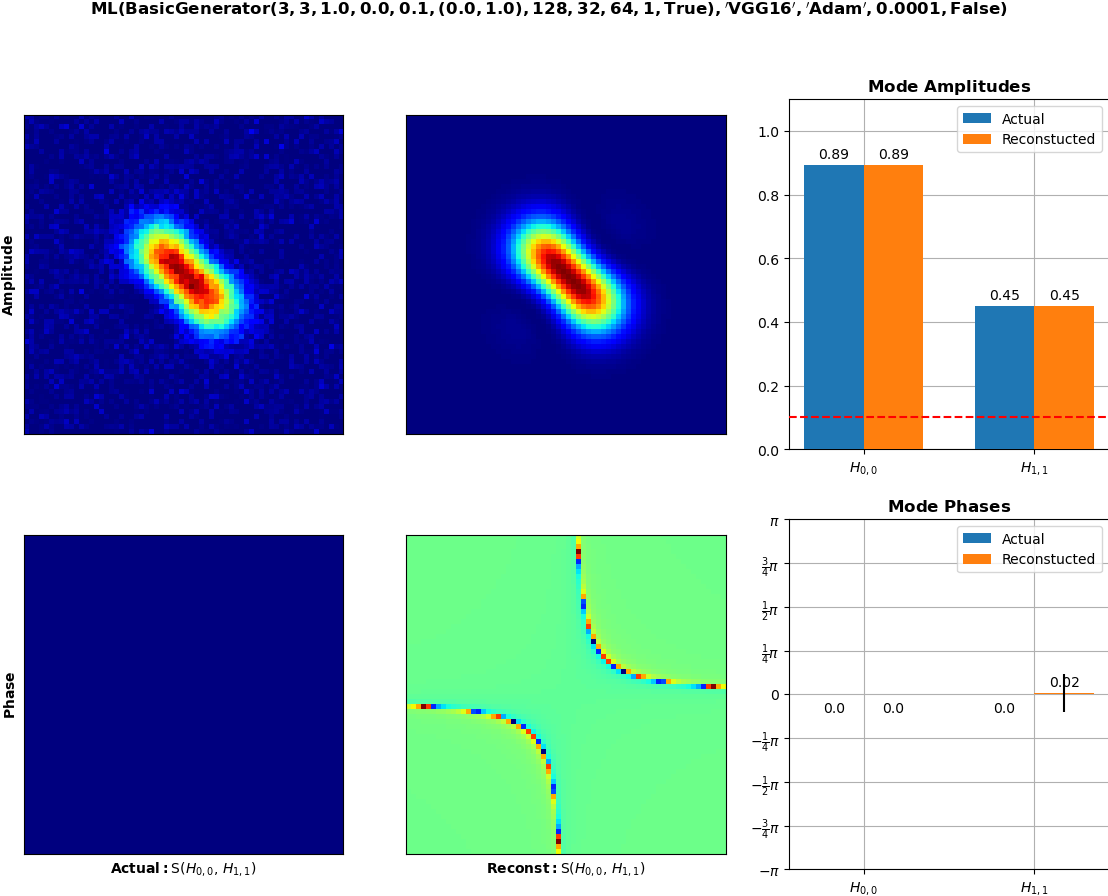 ML(BasicGenerator(3, 3, 1.0, 0.0, 0.1, (0.0, 1.0), 128, 32, 64, 1, True), ′VGG16′, ′Adam′, 0.0001, False)
Amplitude
Mode Amplitudes
Actual
Reconstucted
1.0
0.8
0.6
0.4
0.2
0.0
0.89
0.89
0.45
0.45
H0, 0
H1, 1
Phase
Actual: S(H0, 0, H1, 1)
Reconst: S(H0, 0, H1, 1)
Mode Phases
Actual
Reconstucted
π
3/4π
1/2π
1/4π
0
−1/4π
−1/2π
−3/4π
−π
0.0
0.0
0.0
0.02
H0, 0
H1, 1